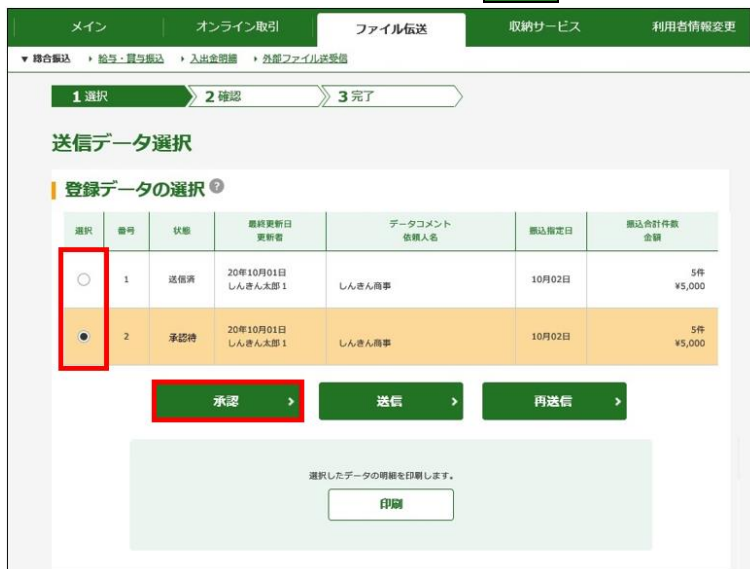 メイン オンライン取引 ファイル伝送 収納サービス 利用者情報変更
▼ 総合振込 ▸ 給与・賞与振込 ▸ 入出金明細 ▸ 外部ファイル送受信
1 選択 2 確認 3 完了
送信データ選択
登録データの選択 ?
選択 番号 状態 最終更新日 データコメント 振込指定日 振込合計件数
更新者 依頼人名 金額
1 送信済 20年10月01日 10月02日 5件
しんきん太郎1 しんきん商事 ¥5,000
2 承認待 20年10月01日 10月02日 5件
しんきん太郎1 しんきん商事 ¥5,000
承認 > 送信 > 再送信 >
選択したデータの明細を印刷します。
印刷